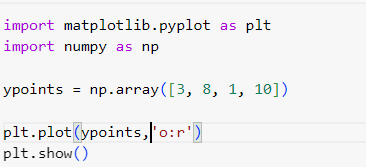 import matplotlib.pyplot as plt
import numpy as np
ypoints = np.array([3, 8, 1, 10])
plt.plot(ypoints,'o:r')
plt.show()